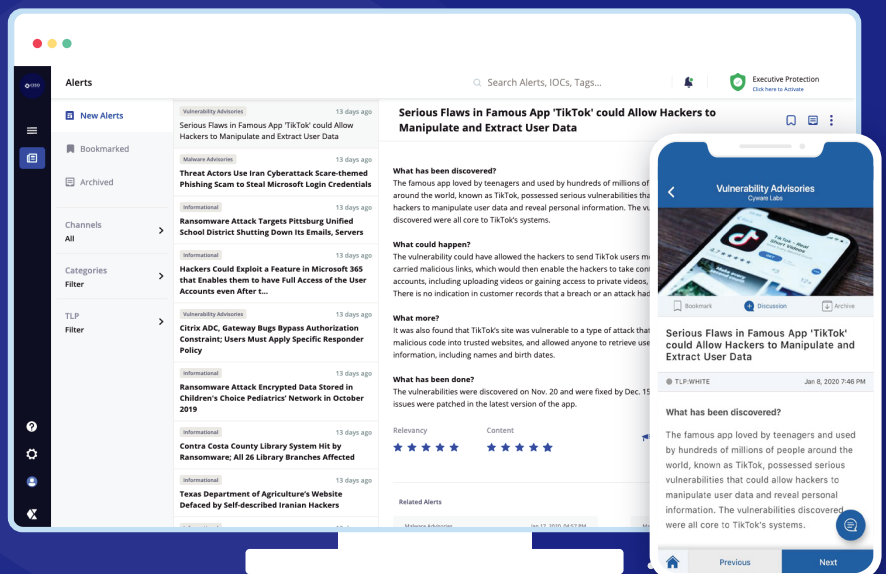 Alerts
Search Alerts, IOCs, Tags...
Executive Protection
Click here to Activate
New Alerts
Bookmarked
Archived
Channels
All
Categories
Filter
TLP
Filter
Vulnerability Advisories 13 days ago
Serious Flaws in Famous App 'TikTok' could Allow
Hackers to Manipulate and Extract User Data
Malware Advisories 13 days ago
Threat Actors Use Iran Cyberattack Scare-themed
Phishing Scam to Steal Microsoft Login Credentials
Informational 13 days ago
Ransomware Attack Targets Pittsburg Unified
School District Shutting Down Its Emails, Servers
Informational 13 days ago
Hackers Could Exploit a Feature in Microsoft 365
that Enables them to have Full Access of the User
Accounts even After t...
Vulnerability Advisories 13 days ago
Citrix ADC, Gateway Bugs Bypass Authorization
Constraint; Users Must Apply Specific Responder
Policy
Informational 13 days ago
Ransomware Attack Encrypted Data Stored in
Children's Choice Pediatrics' Network in October
2019
Informational 13 days ago
Contra Costa County Library System Hit by
Ransomware; All 26 Library Branches Affected
Informational 13 days ago
Texas Department of Agriculture's Website
Defaced by Self-described Iranian Hackers
Serious Flaws in Famous App 'TikTok' could Allow Hackers to
Manipulate and Extract User Data
What has been discovered?
The famous app loved by teenagers and used by hundreds of millions of
around the world, known as TikTok, possessed serious vulnerabilities tha
hackers to manipulate user data and reveal personal information. The vu
discovered were all core to TikTok's systems.
What could happen?
The vulnerability could have allowed the hackers to send TikTok users m
carried malicious links, which would then enable the hackers to take cont
accounts, including uploading videos or gaining access to private videos,
There is no indication in customer records that a breach or an attack had
What more?
It was also found that TikTok's site was vulnerable to a type of attack that
malicious code into trusted websites, and allowed anyone to retrieve use
information, including names and birth dates.
What has been done?
The vulnerabilities were discovered on Nov. 20 and were fixed by Dec. 15
issues were patched in the latest version of the app.
Relevancy Content
Related Alerts
Malware Advisories Jan 17, 2020, 04:57 PM
Vulnerability Advisories
Cyware Labs
TikTok - Real
Short Videos
Bookmark Discussion Archive
Serious Flaws in Famous App 'TikTok'
could Allow Hackers to Manipulate and
Extract User Data
TLP:WHITE Jan 8, 2020 7:46 PM
What has been discovered?
The famous app loved by teenagers and used
by hundreds of millions of people around the
world, known as TikTok, possessed serious
vulnerabilities that could allow hackers to
manipulate user data and reveal personal
information. The vulnerabilities discovered
were all core to TikTok's systems.
Previous Next